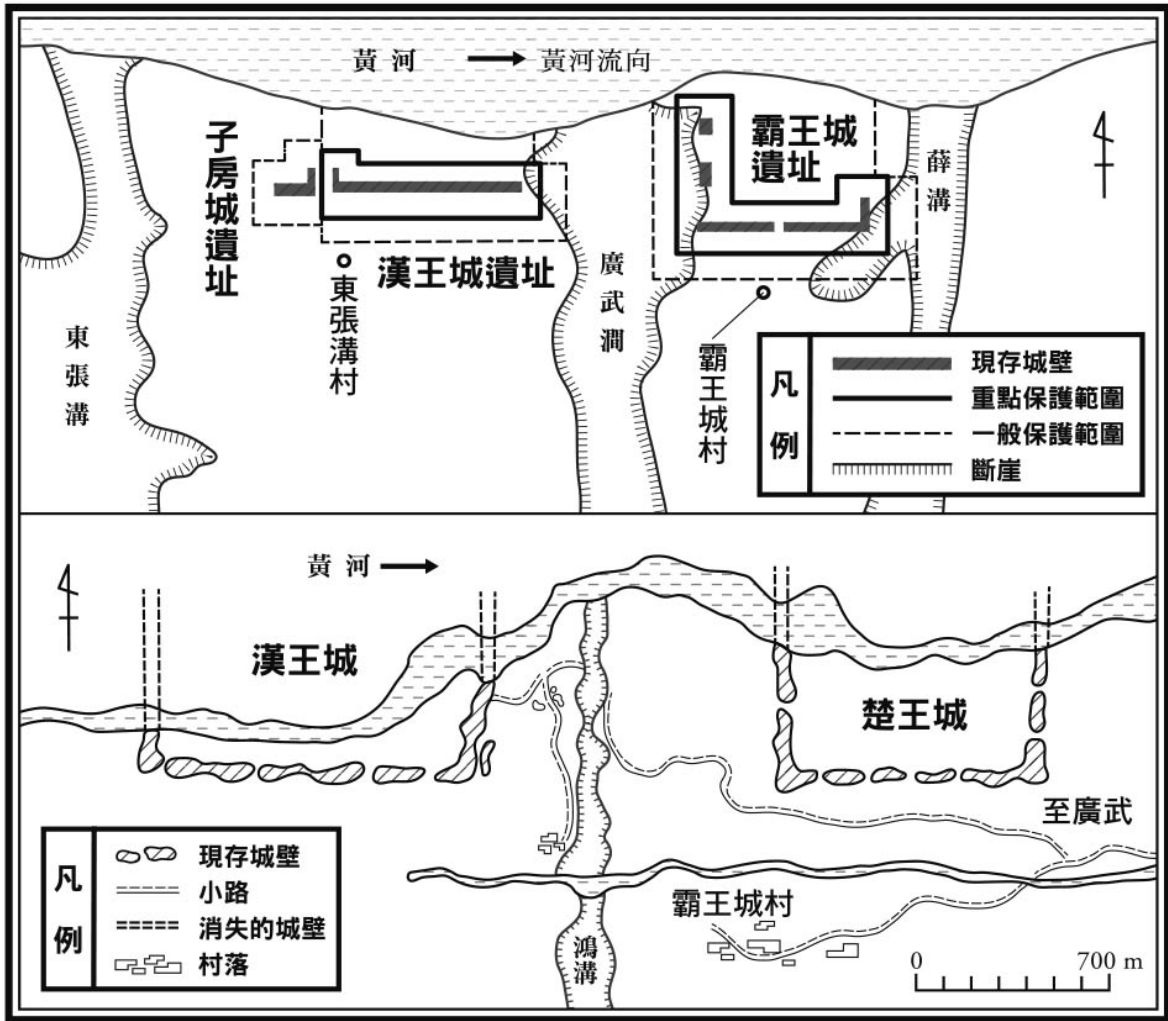 黃河
黃河流向
子房城遺址
漢王城遺址
霸王城
遺址
薛溝
東張溝
東張溝村
廣武澗
霸王城村
凡例
現存城壁
重點保護範圍
一般保護範圍
斷崖
黃河
漢王城
楚王城
至廣武
霸王城村
鴻溝
凡例
現存城壁
小路
消失的城壁
村落
0 700 m